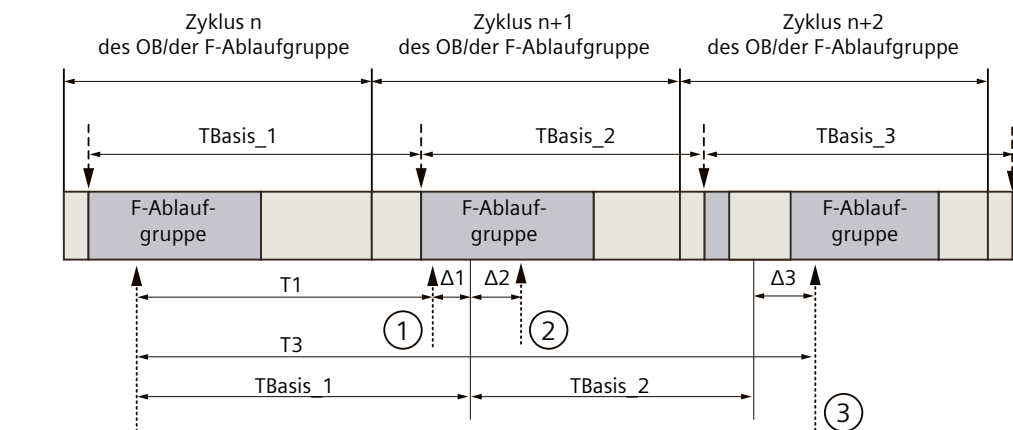 Zyklus n
des OB/der F-Ablaufgruppe
Zyklus n+1
des OB/der F-Ablaufgruppe
Zyklus n+2
des OB/der F-Ablaufgruppe
TBasis_1
TBasis_2
TBasis_3
F-Ablauf-
gruppe
F-Ablauf-
gruppe
F-Ablauf-
gruppe
T1
Δ1
Δ2
Δ3
1
2
T3
TBasis_1
TBasis_2
3